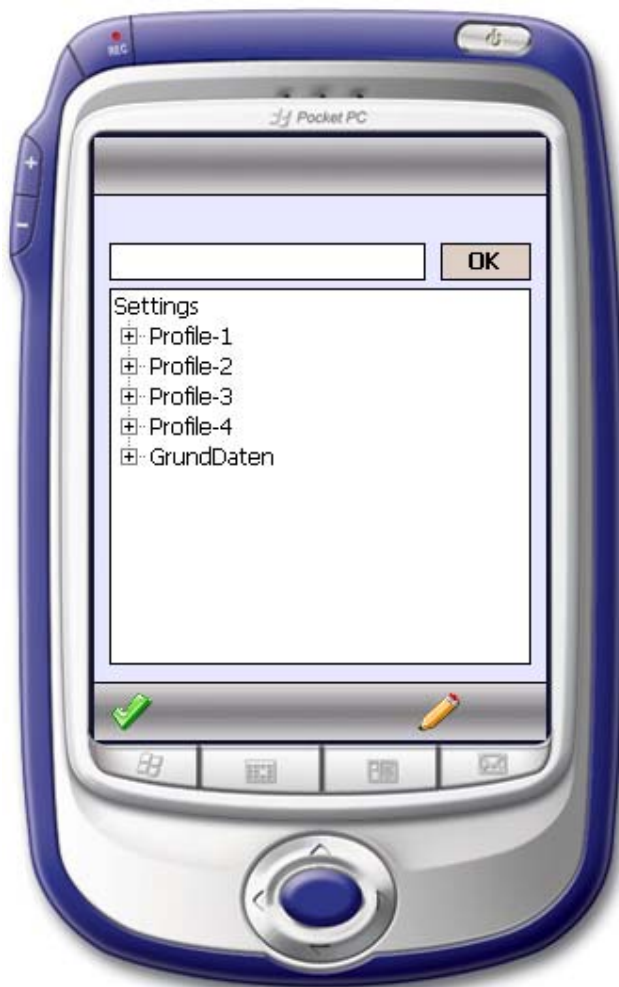 REC
Pocket PC
+
-
OK
Settings
Profile-1
Profile-2
Profile-3
Profile-4
GrundDaten